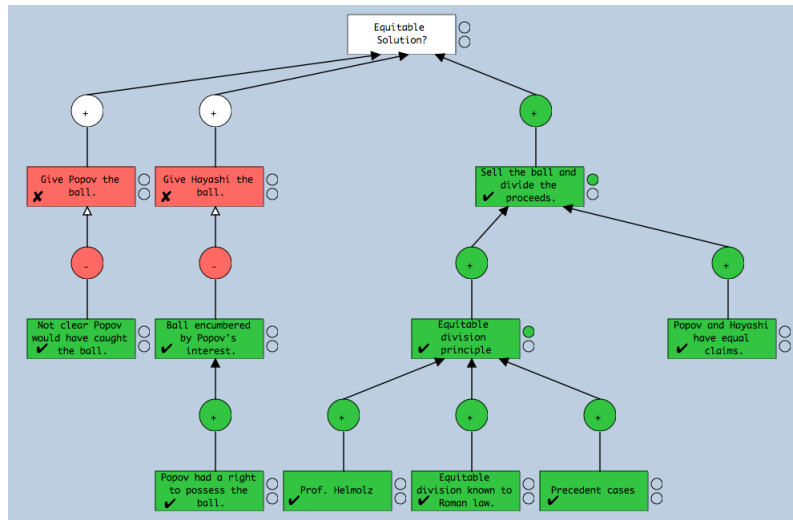 Equitable
Solution?
+
+
+
Give Popov the
ball.
Give Hayashi the
ball.
Sell the ball and
divide the
proceeds.
-
-
+
+
Not clear Popov
would have caught
the ball.
Ball encumbered
by Popov's
interest.
Equitable
division
principle
Popov and Hayashi
have equal
claims.
+
+
+
+
Popov had a right
to possess the
ball.
Prof. Helmolz
Equitable
division known to
Roman law.
Precedent cases